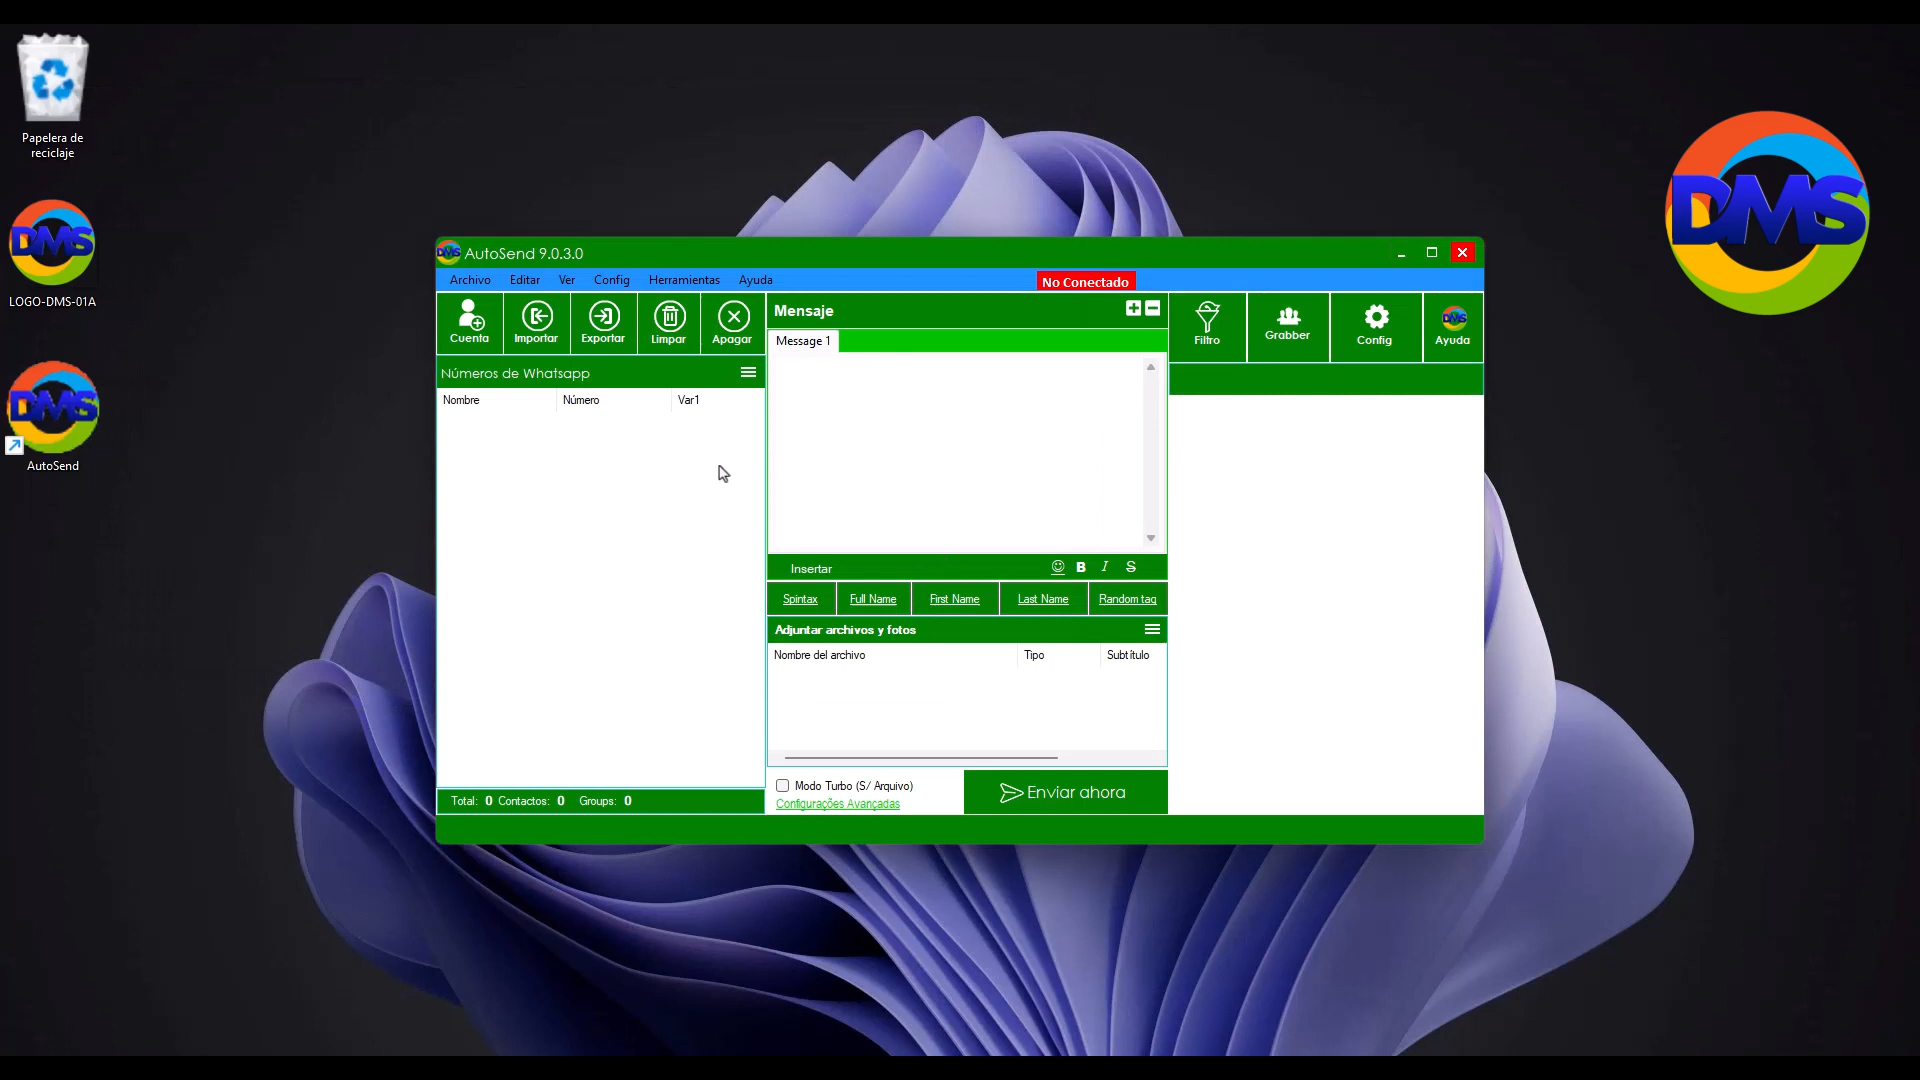 Papelera de
reciclaje
DMS
LOGO-DMS-01A
DMS
AutoSend
DMS
DMS AutoSend 9.0.3.0
Archivo Editar Ver Config Herramientas Ayuda No Conectado
Cuenta Importar Exportar Limpar Apagar
Números de Whatsapp
Nombre Número Var1
Total: 0 Contactos: 0 Groups: 0
Mensaje
Message 1
Insertar B I S
Spintax Full Name First Name Last Name Random tag
Adjuntar archivos y fotos
Nombre del archivo Tipo Subtítulo
Modo Turbo (S/ Arquivo)
Configurações Avançadas
Enviar ahora
Filtro Grabber Config DMS Ayuda